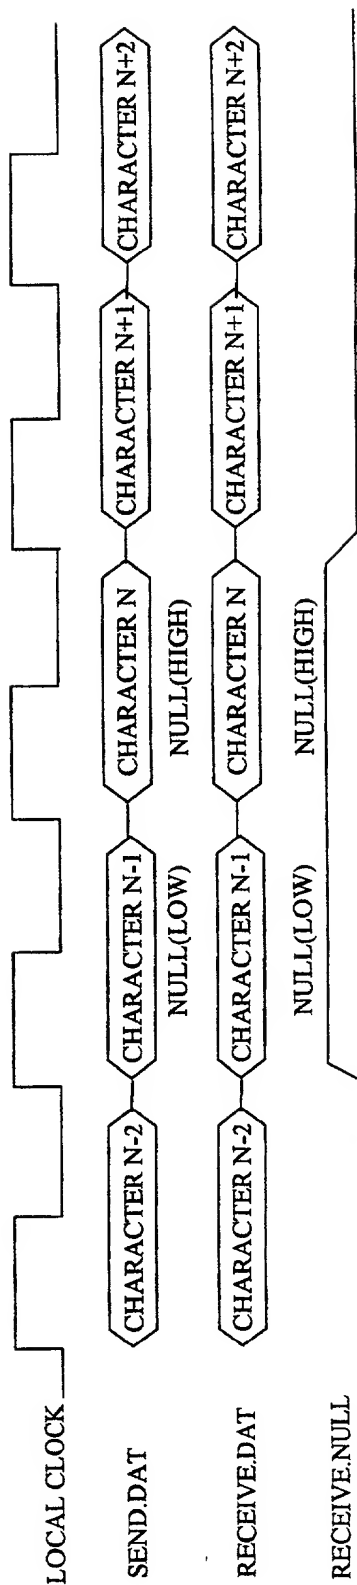 LOCAL CLOCK
SEND.DAT
CHARACTER N-2
CHARACTER N-1
CHARACTER N
CHARACTER N+1
CHARACTER N+2
NULL(LOW)
NULL(HIGH)
RECEIVE.DAT
CHARACTER N-2
CHARACTER N-1
CHARACTER N
CHARACTER N+1
CHARACTER N+2
NULL(LOW)
NULL(HIGH)
RECEIVE.NULL